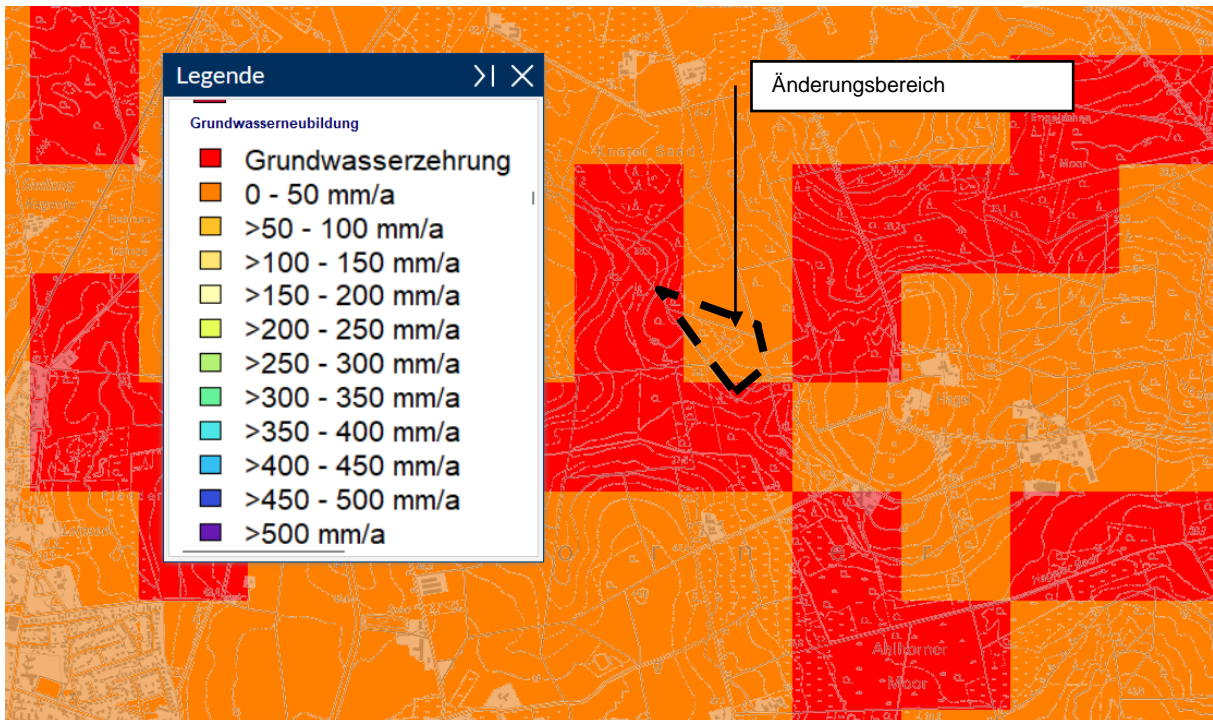 Legende
Grundwasserneubildung
Grundwasserzehrung
0 - 50 mm/a
>50 - 100 mm/a
>100 - 150 mm/a
>150 - 200 mm/a
>200 - 250 mm/a
>250 - 300 mm/a
>300 - 350 mm/a
>350 - 400 mm/a
>400 - 450 mm/a
>450 - 500 mm/a
>500 mm/a
Änderungsbereich
Moor
Hagel
o r n e r
Ahlhorner
Moor